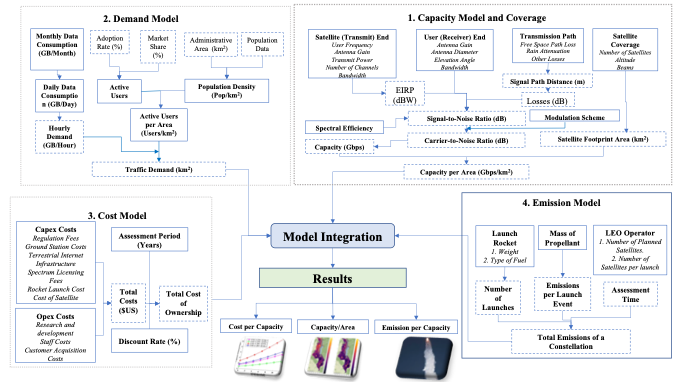 2. Demand Model
Monthly Data
Consumption
(GB/Month)
Adoption
Rate (%)
Market
Share
(%)
Administrative
Area (km²)
Population
Data
Daily Data
Consumptio
n (GB/Day)
Active
Users
Population Density
(Pop/km²)
Hourly
Demand
(GB/Hour)
Active Users
per Area
(Users/km²)
Traffic Demand (km²)
1. Capacity Model and Coverage
Satellite (Transmit) End
User Frequency
Antenna Gain
Transmit Power
Number of Channels
Bandwidth
User (Receiver) End
Antenna Gain
Antenna Diameter
Elevation Angle
Bandwidth
Transmission Path
Free Space Path Loss
Rain Attenuation
Other Losses
Satellite
Coverage
Number of Satellites
Altitude
Beams
Signal Path Distance (m)
EIRP
(dBW)
Losses (dB)
Modulation Scheme
Signal-to-Noise Ratio (dB)
Spectral Efficiency
Capacity (Gbps)
Carrier-to-Noise Ratio (dB)
Satellite Footprint Area (km²)
Capacity per Area (Gbps/km²)
3. Cost Model
Capex Costs
Regulation Fees
Ground Station Costs
Terrestrial Internet
Infrastructure
Spectrum Licensing
Fees
Rocket Launch Cost
Cost of Satellite
Assessment Period
(Years)
Total
Costs
($US)
Total Cost
of
Ownership
Opex Costs
Research and
development
Staff Costs
Customer Acquisition
Costs
Discount Rate (%)
Model Integration
Results
Cost per Capacity
Capacity/Area
Emission per Capacity
4. Emission Model
Launch
Rocket
1. Weight
2. Type of Fuel
Mass of
Propellant
LEO Operator
1. Number of Planned
Satellites.
2. Number of
Satellites per launch
Number
of
Launches
Emissions
per Launch
Event
Assessment
Time
Total Emissions of a
Constellation